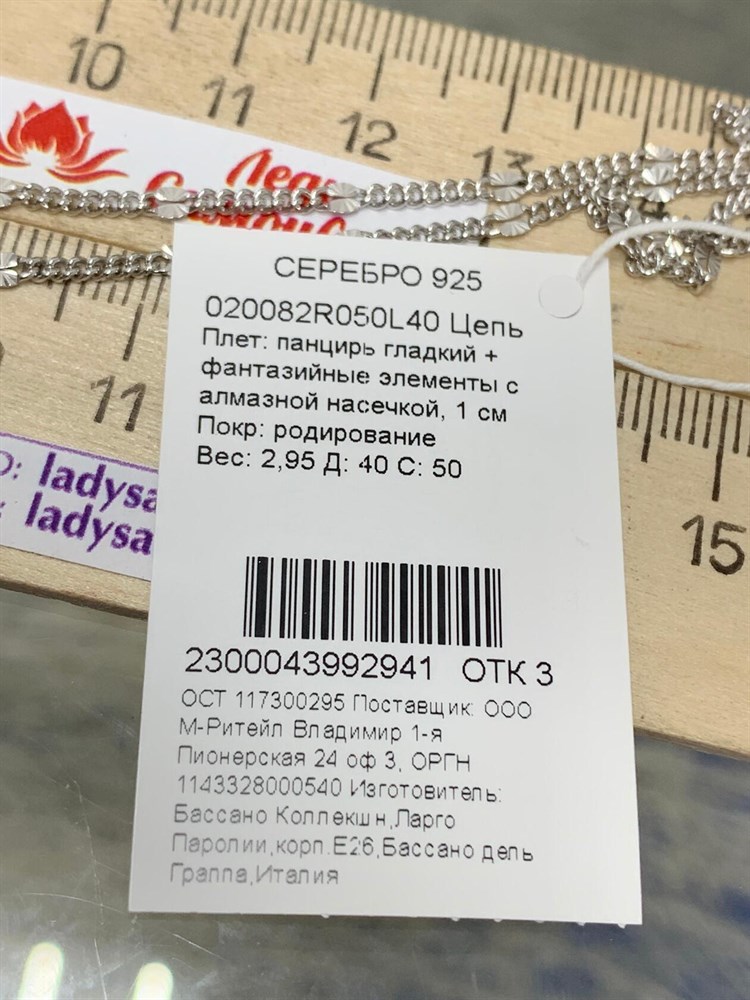 10 11 12 13
Леди
СЕРЕБРО 925
020082R050L40 Цепь
Плет: панцирь гладкий +
фантазийные элементы с
алмазной насечкой, 1 см
Покр: родирование
Вес: 2,95 Д: 40 С: 50
11
15
: ladysa
: ladysa
2300043992941 ОТК 3
ОСТ 117300295 Поставщик: ООО
М-Ритейл Владимир 1-я
Пионерская 24 оф 3, ОРГН
1143328000540 Изготовитель:
Бассано Коллекшн,Ларго
Паролии,корп.Е26,Бассано дель
Граппа,Италия